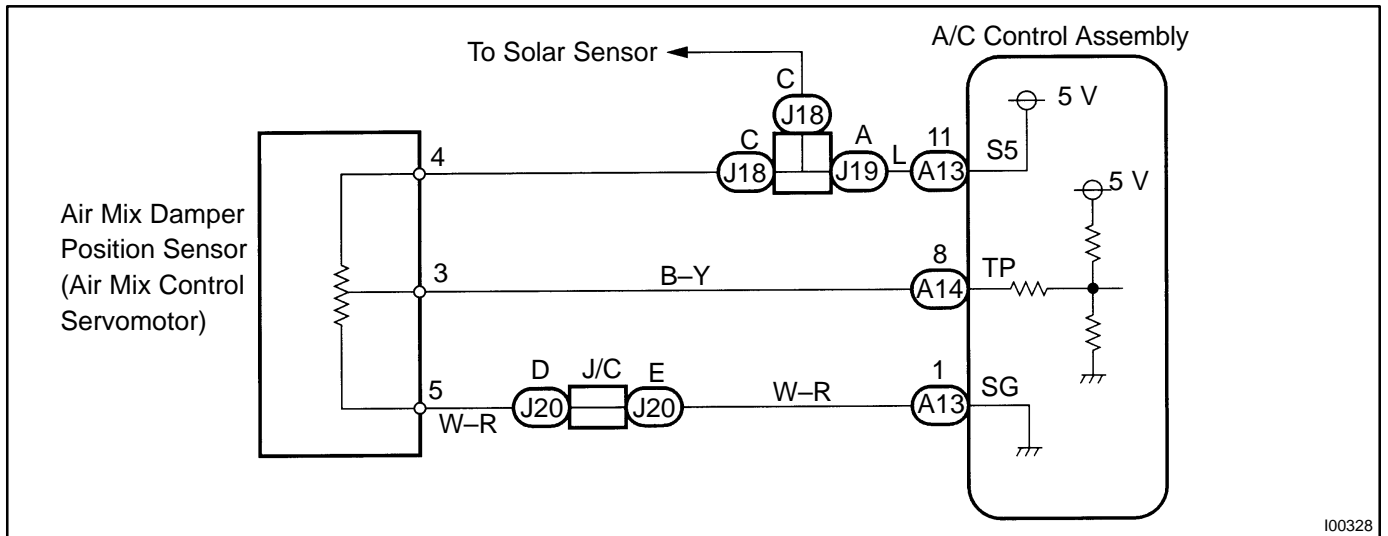 A/C Control Assembly
To Solar Sensor
C
J18
5 V
C
A
11
4
J18
J19
L
A13
S5
5 V
Air Mix Damper
Position Sensor
(Air Mix Control
Servomotor)
3
B–Y
8
A14
TP
5
D
J/C
E
1
W–R
J20
J20
W–R
A13
SG
I00328